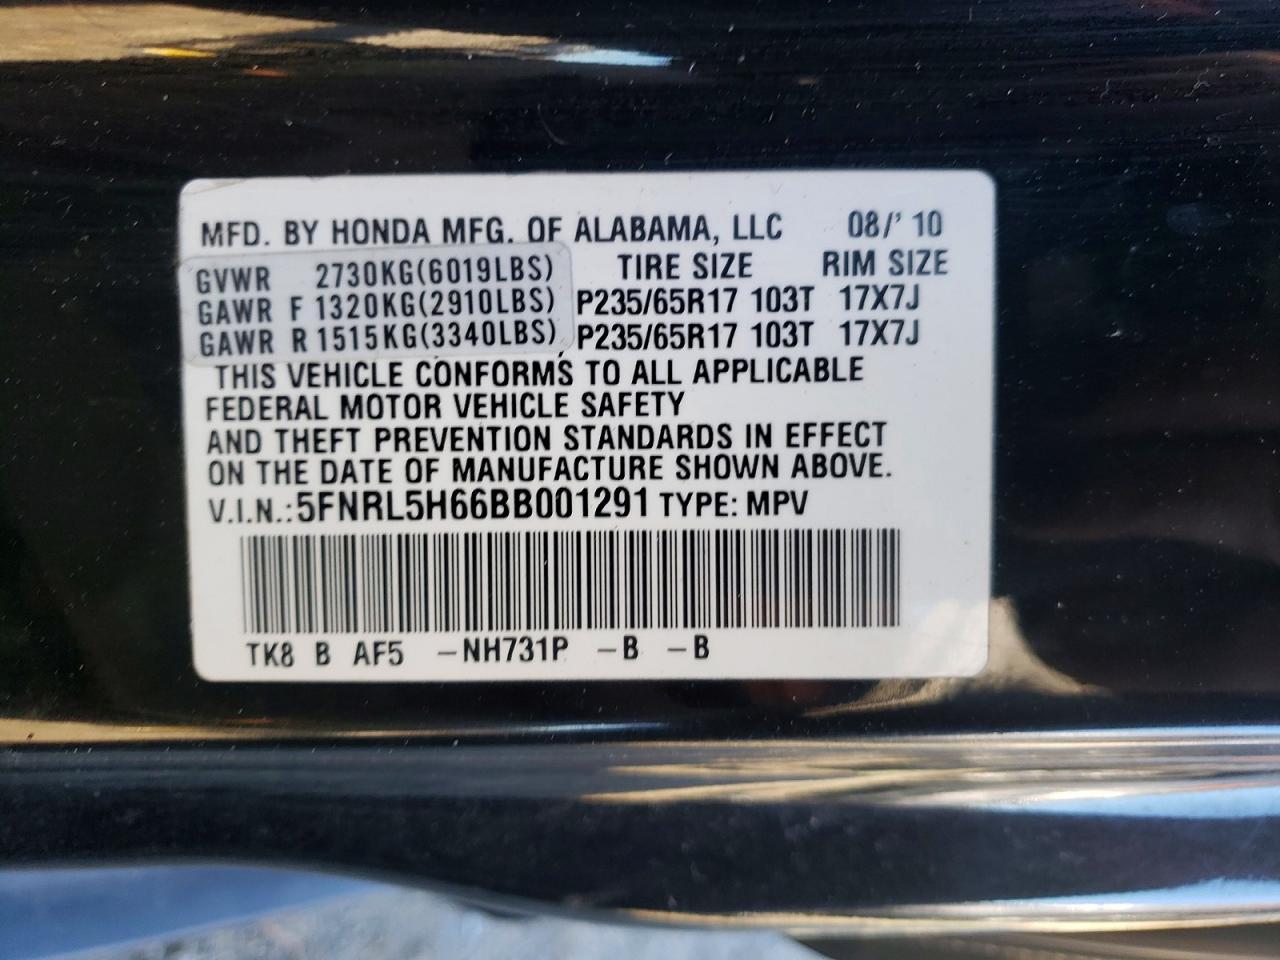 MFD. BY HONDA MFG. OF ALABAMA, LLC 08/' 10
GVWR 2730KG(6019LBS) TIRE SIZE RIM SIZE
GAWR F 1320KG(2910LBS) P235/65R17 103T 17X7J
GAWR R 1515KG(3340LBS) P235/65R17 103T 17X7J
THIS VEHICLE CONFORMS TO ALL APPLICABLE
FEDERAL MOTOR VEHICLE SAFETY
AND THEFT PREVENTION STANDARDS IN EFFECT
ON THE DATE OF MANUFACTURE SHOWN ABOVE.
V.I.N.: 5FNRL5H66BB001291 TYPE: MPV
TK8 B AF5 -NH731P -B -B